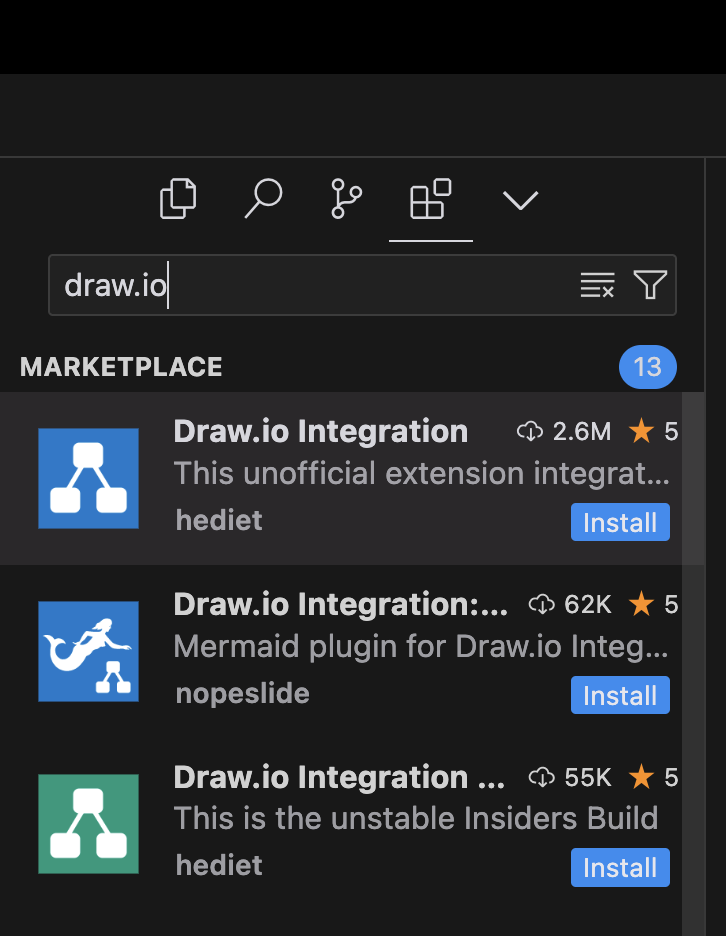 draw.io
MARKETPLACE 13
Draw.io Integration 2.6M 5
This unofficial extension integrat...
hediet Install
Draw.io Integration:... 62K 5
Mermaid plugin for Draw.io Integ...
nopeslide Install
Draw.io Integration ... 55K 5
This is the unstable Insiders Build
hediet Install